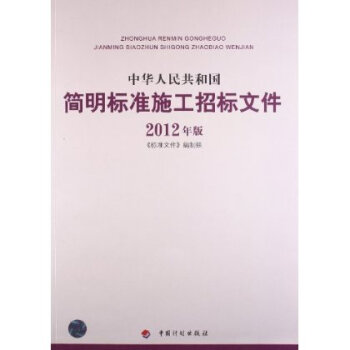 ZHONGHUA RENMIN GONGHEGUO
JIANMING BIAOZHUN SHIGONG ZHAOBIAO WENJIAN
中华人民共和国
简明标准施工招标文件
2012年版
《标准文件》编制组
中国计划出版社